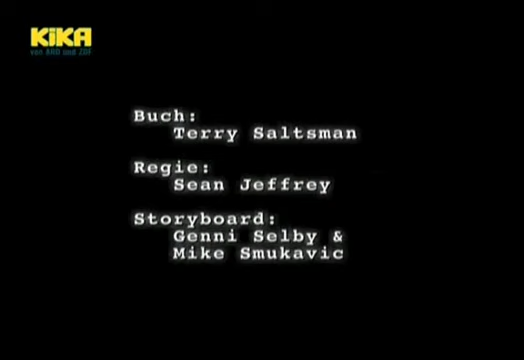 KiKA
von ARD und ZDF
Buch:
Terry Saltsman
Regie:
Sean Jeffrey
Storyboard:
Genni Selby &
Mike Smukavic